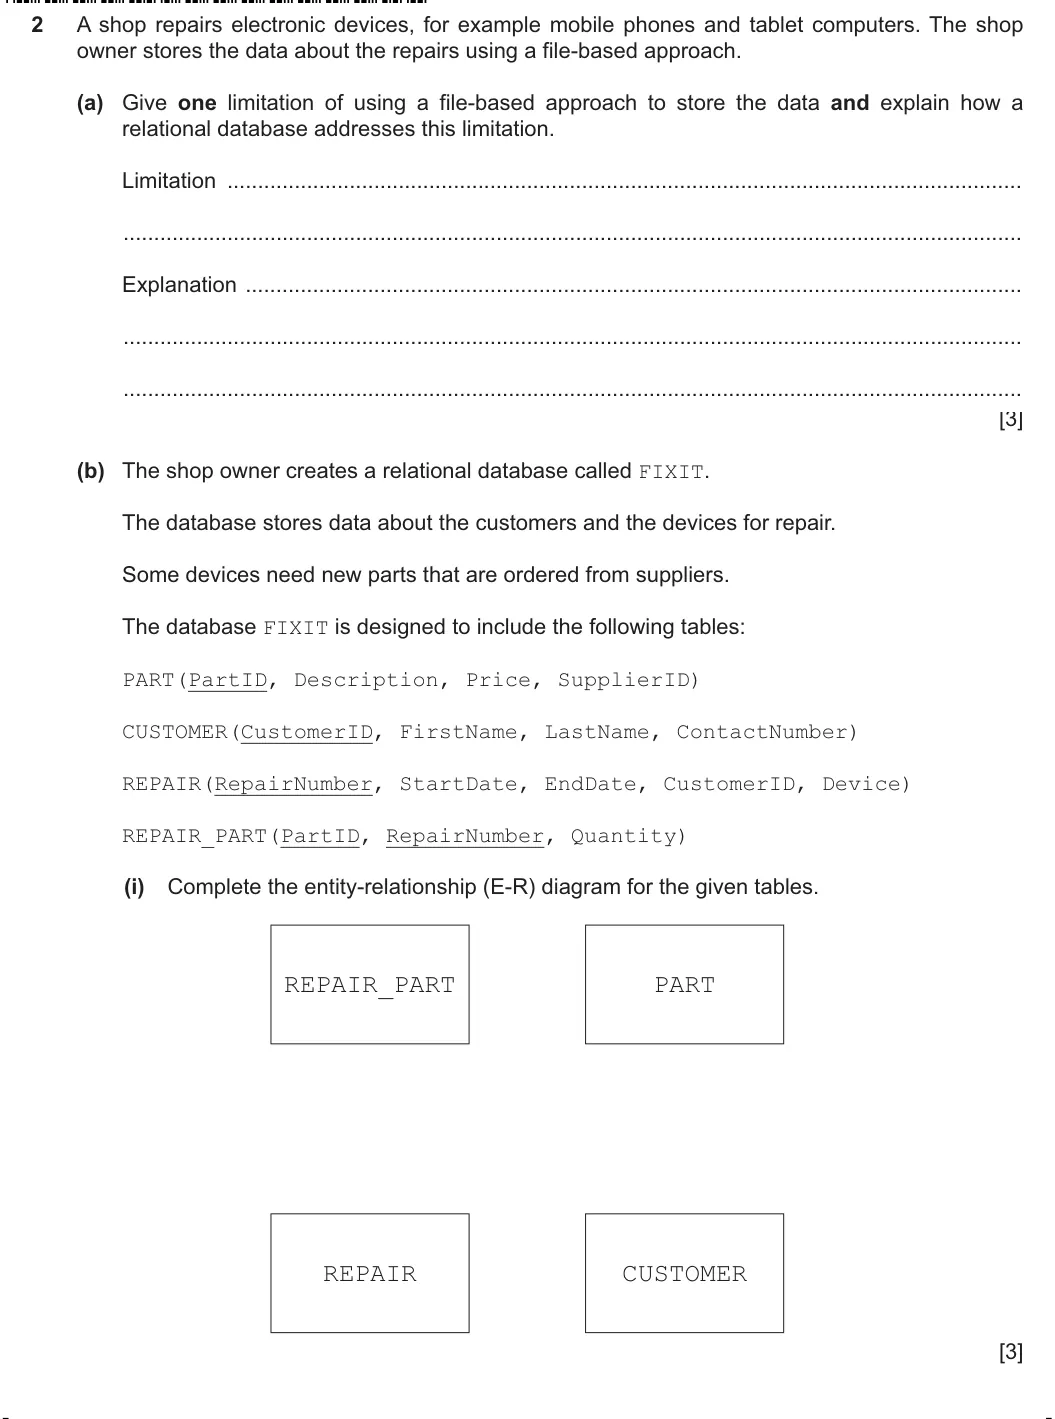 2 A shop repairs electronic devices, for example mobile phones and tablet computers. The shop
owner stores the data about the repairs using a file-based approach.
(a) Give one limitation of using a file-based approach to store the data and explain how a
relational database addresses this limitation.
Limitation ....................................................................................................................................
....................................................................................................................................................
Explanation .................................................................................................................................
....................................................................................................................................................
....................................................................................................................................................
[3]
(b) The shop owner creates a relational database called FIXIT.
The database stores data about the customers and the devices for repair.
Some devices need new parts that are ordered from suppliers.
The database FIXIT is designed to include the following tables:
PART(PartID, Description, Price, SupplierID)
CUSTOMER(CustomerID, FirstName, LastName, ContactNumber)
REPAIR(RepairNumber, StartDate, EndDate, CustomerID, Device)
REPAIR_PART(PartID, RepairNumber, Quantity)
(i) Complete the entity-relationship (E-R) diagram for the given tables.
REPAIR_PART PART
REPAIR CUSTOMER
[3]